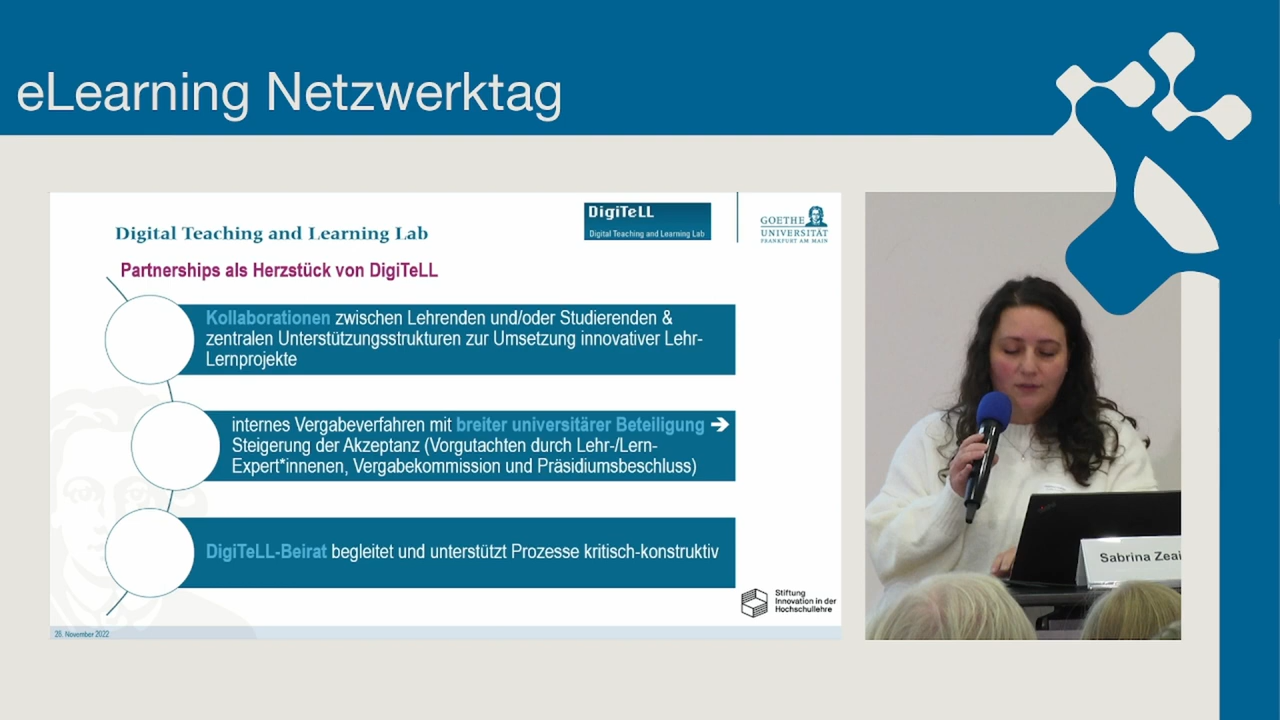 eLearning Netzwerktag
DigiTeLL
Digital Teaching and Learning Lab
GOETHE
UNIVERSITÄT
FRANKFURT AM MAIN
Digital Teaching and Learning Lab
Partnerships als Herzstück von DigiTeLL
Kollaborationen zwischen Lehrenden und/oder Studierenden &
zentralen Unterstützungsstrukturen zur Umsetzung innovativer Lehr-
Lernprojekte
internes Vergabeverfahren mit breiter universitärer Beteiligung ➔
Steigerung der Akzeptanz (Vorgutachten durch Lehr-/Lern-
Expert*innenen, Vergabekommission und Präsidiumsbeschluss)
DigiTeLL-Beirat begleitet und unterstützt Prozesse kritisch-konstruktiv
Stiftung
Innovation in der
Hochschullehre
28. November 2022
Sabrina Zeai